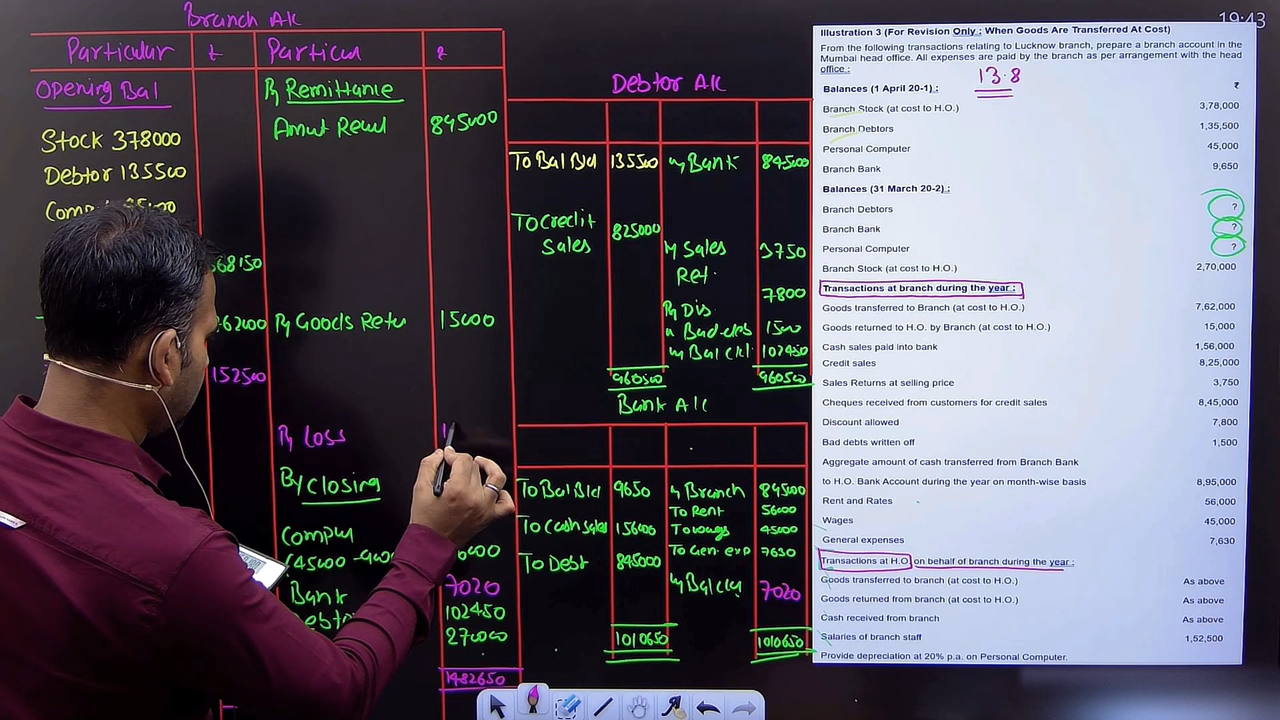 19:43
Branch A/c
Particular ₹ Particul ₹
Opening Bal
Stock 378000
Debtor 135500
368150
By Remittance
Amut Recd 845000
262000 By Goods Retu 15000
152500
By Loss
By closing
Compu
(45000-9000
Bank 7020
102450
270000
1482650
Debtor A/c
To Bal B/d 135500 By Bank 845000
To credit Sales 825000
By Sales Ret. 3750
By Dis 7800
" Bad debts 1500
By Bal c/d 102450
960500 960500
Bank A/c
To Bal B/d 9650 By Branch 845000
To Rent 56000
To cash sales 156000 To wages 45000
To Debt 845000 To Gen. exp 7630
By Bal c/d 7020
1010650 1010650
Illustration 3 (For Revision Only : When Goods Are Transferred At Cost)
From the following transactions relating to Lucknow branch, prepare a branch account in the
Mumbai head office. All expenses are paid by the branch as per arrangement with the head
office :
13.8
Balances (1 April 20-1) : ₹
Branch Stock (at cost to H.O.) 3,78,000
Branch Debtors 1,35,500
Personal Computer 45,000
Branch Bank 9,650
Balances (31 March 20-2) :
Branch Debtors ?
Branch Bank ?
Personal Computer ?
Branch Stock (at cost to H.O.) 2,70,000
Transactions at branch during the year :
Goods transferred to Branch (at cost to H.O.) 7,62,000
Goods returned to H.O. by Branch (at cost to H.O.) 15,000
Cash sales paid into bank 1,56,000
Credit sales 8,25,000
Sales Returns at selling price 3,750
Cheques received from customers for credit sales 8,45,000
Discount allowed 7,800
Bad debts written off 1,500
Aggregate amount of cash transferred from Branch Bank
to H.O. Bank Account during the year on month-wise basis 8,95,000
Rent and Rates 56,000
Wages 45,000
General expenses 7,630
Transactions at H.O. on behalf of branch during the year :
Goods transferred to branch (at cost to H.O.) As above
Goods returned from branch (at cost to H.O.) As above
Cash received from branch As above
Salaries of branch staff 1,52,500
Provide depreciation at 20% p.a. on Personal Computer.